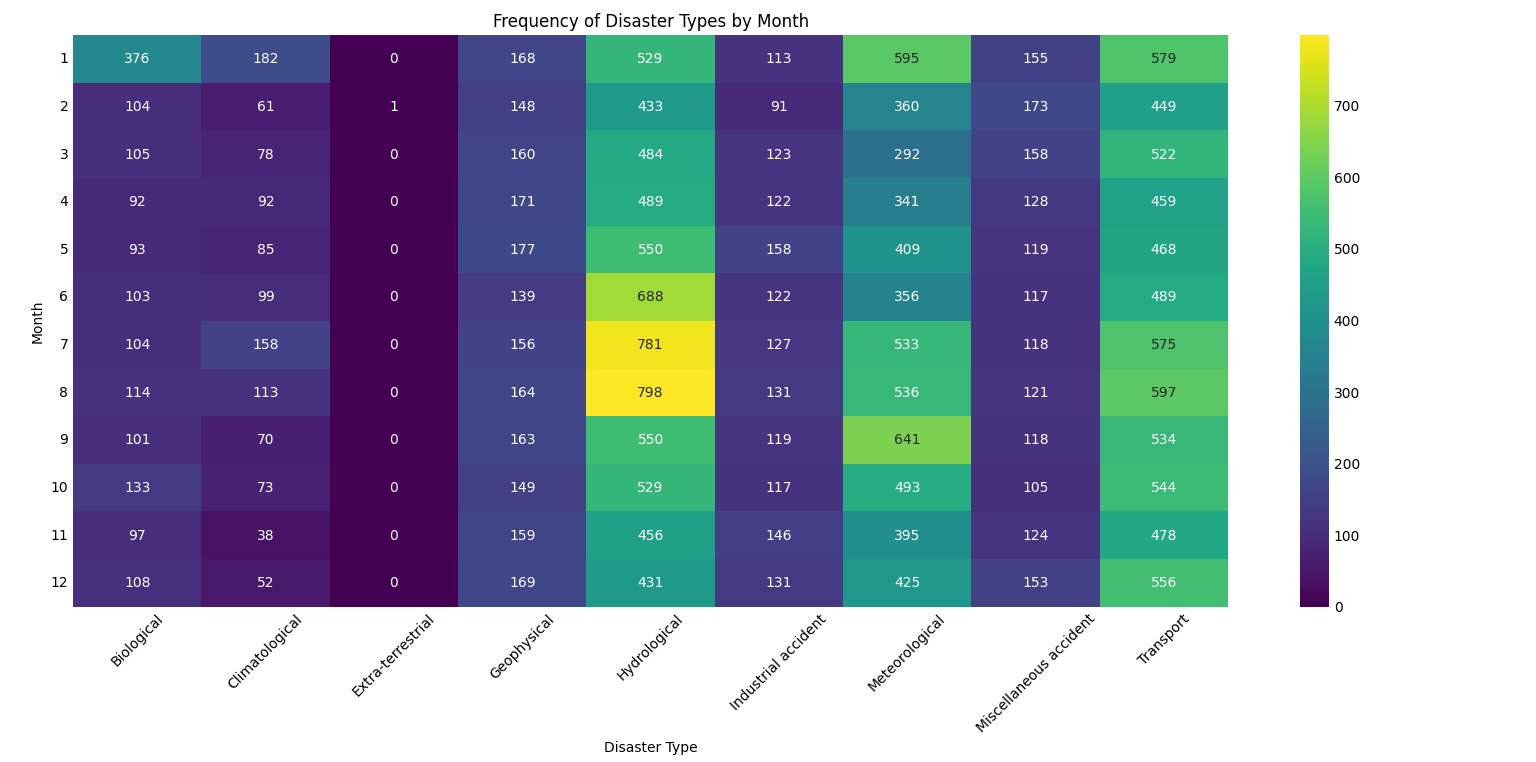 Frequency of Disaster Types by Month
1 376 182 0 168 529 113 595 155 579
2 104 61 1 148 433 91 360 173 449
3 105 78 0 160 484 123 292 158 522
4 92 92 0 171 489 122 341 128 459
5 93 85 0 177 550 158 409 119 468
6 103 99 0 139 688 122 356 117 489
7 104 158 0 156 781 127 533 118 575
8 114 113 0 164 798 131 536 121 597
9 101 70 0 163 550 119 641 118 534
10 133 73 0 149 529 117 493 105 544
11 97 38 0 159 456 146 395 124 478
12 108 52 0 169 431 131 425 153 556
Month
Biological Climatological Extra-terrestrial Geophysical Hydrological Industrial accident Meteorological Miscellaneous accident Transport
Disaster Type
700
600
500
400
300
200
100
0